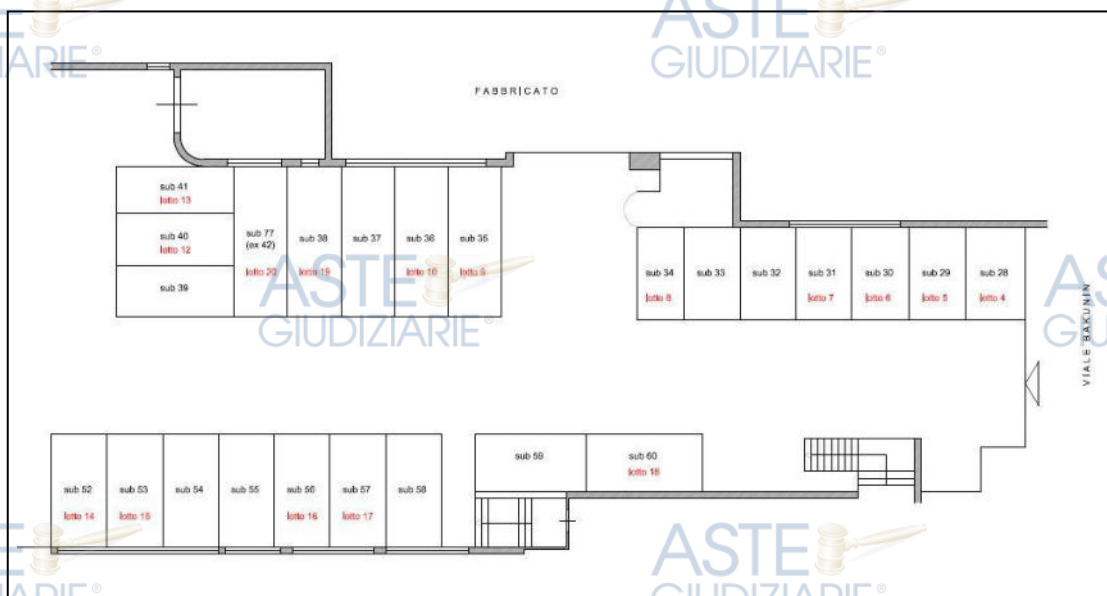 ASTE
GIUDIZIARIE®
FABBRICATO
sub 41
lotto 13
sub 40
lotto 12
sub 39
sub 77
(ex 42)
lotto 20
sub 38
lotto 19
sub 37
sub 36
lotto 10
sub 35
lotto 9
sub 34
lotto 8
sub 33
sub 32
sub 31
lotto 7
sub 30
lotto 6
sub 29
lotto 5
sub 28
lotto 4
VIALE BAKUNIN
ASTE
GIUDIZIARIE®
sub 52
lotto 14
sub 53
lotto 15
sub 54
sub 55
sub 56
lotto 16
sub 57
lotto 17
sub 58
sub 59
sub 60
lotto 18
ASTE
GIUDIZIARIE®